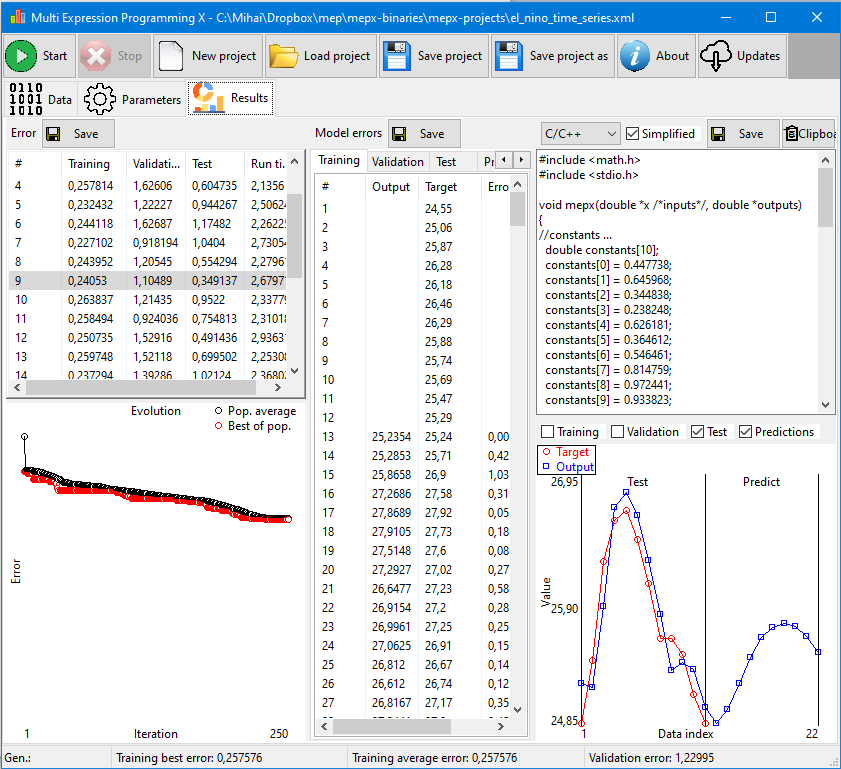 Multi Expression Programming X - C:\Mihai\Dropbox\mep\mepx-binaries\mepx-projects\el_nino_time_series.xml
Start Stop New project Load project Save project Save project as About Updates
0110 1001 1010 Data Parameters Results
Error Save
# Training Validati... Test Run ti.
4 0,257814 1,62606 0,604735 2,1356
5 0,232432 1,22227 0,944267 2,5062
6 0,244118 1,62687 1,17482 2,2622
7 0,227102 0,918194 1,0404 2,7305
8 0,243952 1,20545 0,554294 2,2796
9 0,24053 1,10489 0,349137 2,6797
10 0,263837 1,21435 0,9522 2,3377
11 0,258494 0,924036 0,754813 2,3101
12 0,250735 1,52916 0,491436 2,9363
13 0,259748 1,52118 0,699502 2,2530
14 0,237294 1,39286 1,02124 2,3680
Evolution
Pop. average
Best of pop.
Error
1 Iteration 250
Model errors Save
Training Validation Test Pr
# Output Target Erro
1 24,55
2 25,06
3 25,87
4 26,28
5 26,18
6 26,46
7 26,29
8 25,88
9 25,74
10 25,69
11 25,47
12 25,29
13 25,2354 25,24 0,00
14 25,2853 25,71 0,42
15 25,8658 26,9 1,03
16 27,2686 27,58 0,31
17 27,8689 27,92 0,05
18 27,9105 27,73 0,18
19 27,5148 27,6 0,08
20 27,2927 27,02 0,27
21 26,6477 27,23 0,58
22 26,9154 27,2 0,28
23 26,9961 27,25 0,25
24 27,0625 26,91 0,15
25 26,812 26,67 0,14
26 26,612 26,74 0,12
27 26,8167 27,17 0,35
C/C++ Simplified Save Clipboa
#include <math.h>
#include <stdio.h>
void mepx(double *x /*inputs*/, double *outputs)
{
//constants ...
double constants[10];
constants[0] = 0.447738;
constants[1] = 0.645968;
constants[2] = 0.344838;
constants[3] = 0.238248;
constants[4] = 0.626181;
constants[5] = 0.364612;
constants[6] = 0.546461;
constants[7] = 0.814759;
constants[8] = 0.972441;
constants[9] = 0.933823;
Training Validation Test Predictions
Target
Output
26,95 Test Predict
Value
25,90
24,85
1 Data index 22
Gen.: Training best error: 0,257576 Training average error: 0,257576 Validation error: 1,22995